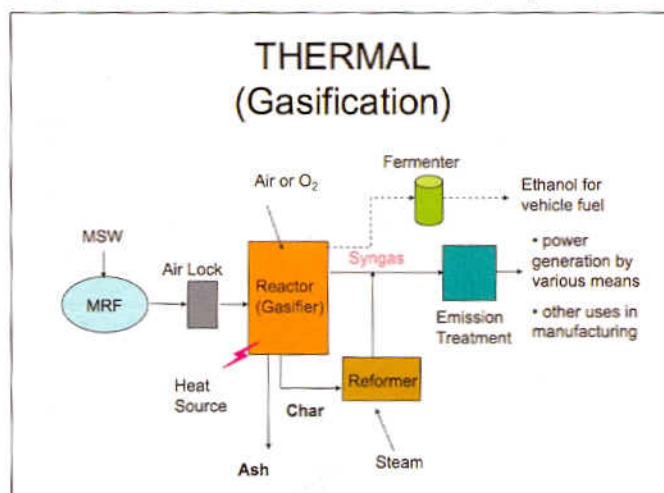 THERMAL
(Gasification)
Fermenter
Air or O₂
Ethanol for
vehicle fuel
MSW
Air Lock
Syngas
• power
generation by
various means
MRF
Reactor
(Gasifier)
Emission
Treatment
• other uses in
manufacturing
Heat
Source
Reformer
Char
Ash
Steam